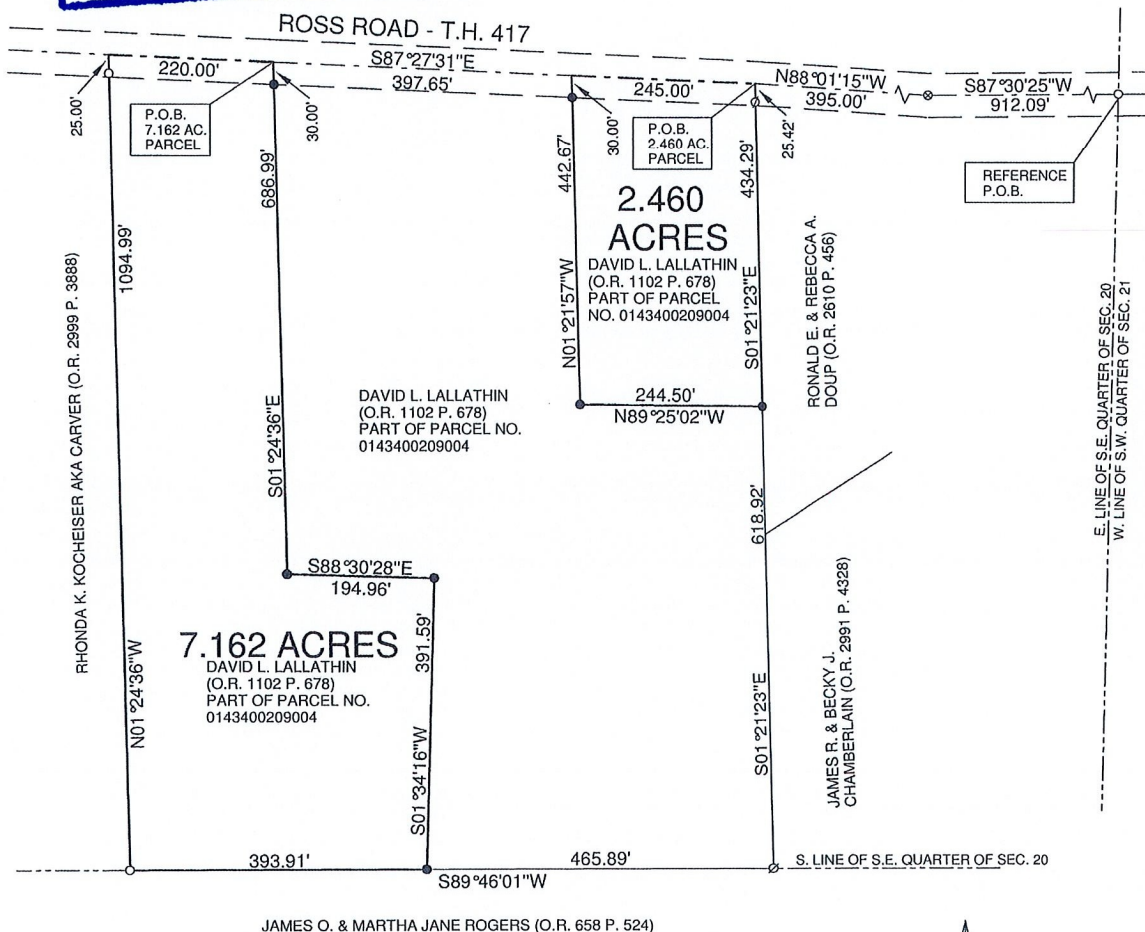 ROSS ROAD - T.H. 417
S87°27'31"E
220.00'
397.65'
245.00'
N88°01'15"W
395.00'
S87°30'25"W
912.09'
25.00'
P.O.B.
7.162 AC.
PARCEL
30.00'
30.00'
P.O.B.
2.460 AC.
PARCEL
25.42'
REFERENCE
P.O.B.
1094.99'
686.99'
442.67'
434.29'
2.460
ACRES
DAVID L. LALLATHIN
(O.R. 1102 P. 678)
PART OF PARCEL
NO. 0143400209004
N01°21'57"W
S01°21'23"E
RONALD E. & REBECCA A.
DOUP (O.R. 2610 P. 456)
244.50'
N89°25'02"W
RHONDA K. KOCHEISER AKA CARVER (O.R. 2999 P. 3888)
S01°24'36"E
DAVID L. LALLATHIN
(O.R. 1102 P. 678)
PART OF PARCEL NO.
0143400209004
E. LINE OF S.E. QUARTER OF SEC. 20
W. LINE OF S.W. QUARTER OF SEC. 21
618.92'
S88°30'28"E
194.96'
7.162 ACRES
DAVID L. LALLATHIN
(O.R. 1102 P. 678)
PART OF PARCEL NO.
0143400209004
N01°24'36"W
391.59'
S01°34'16"W
S01°21'23"E
JAMES R. & BECKY J.
CHAMBERLAIN (O.R. 2991 P. 4328)
393.91'
465.89'
S. LINE OF S.E. QUARTER OF SEC. 20
S89°46'01"W
JAMES O. & MARTHA JANE ROGERS (O.R. 658 P. 524)